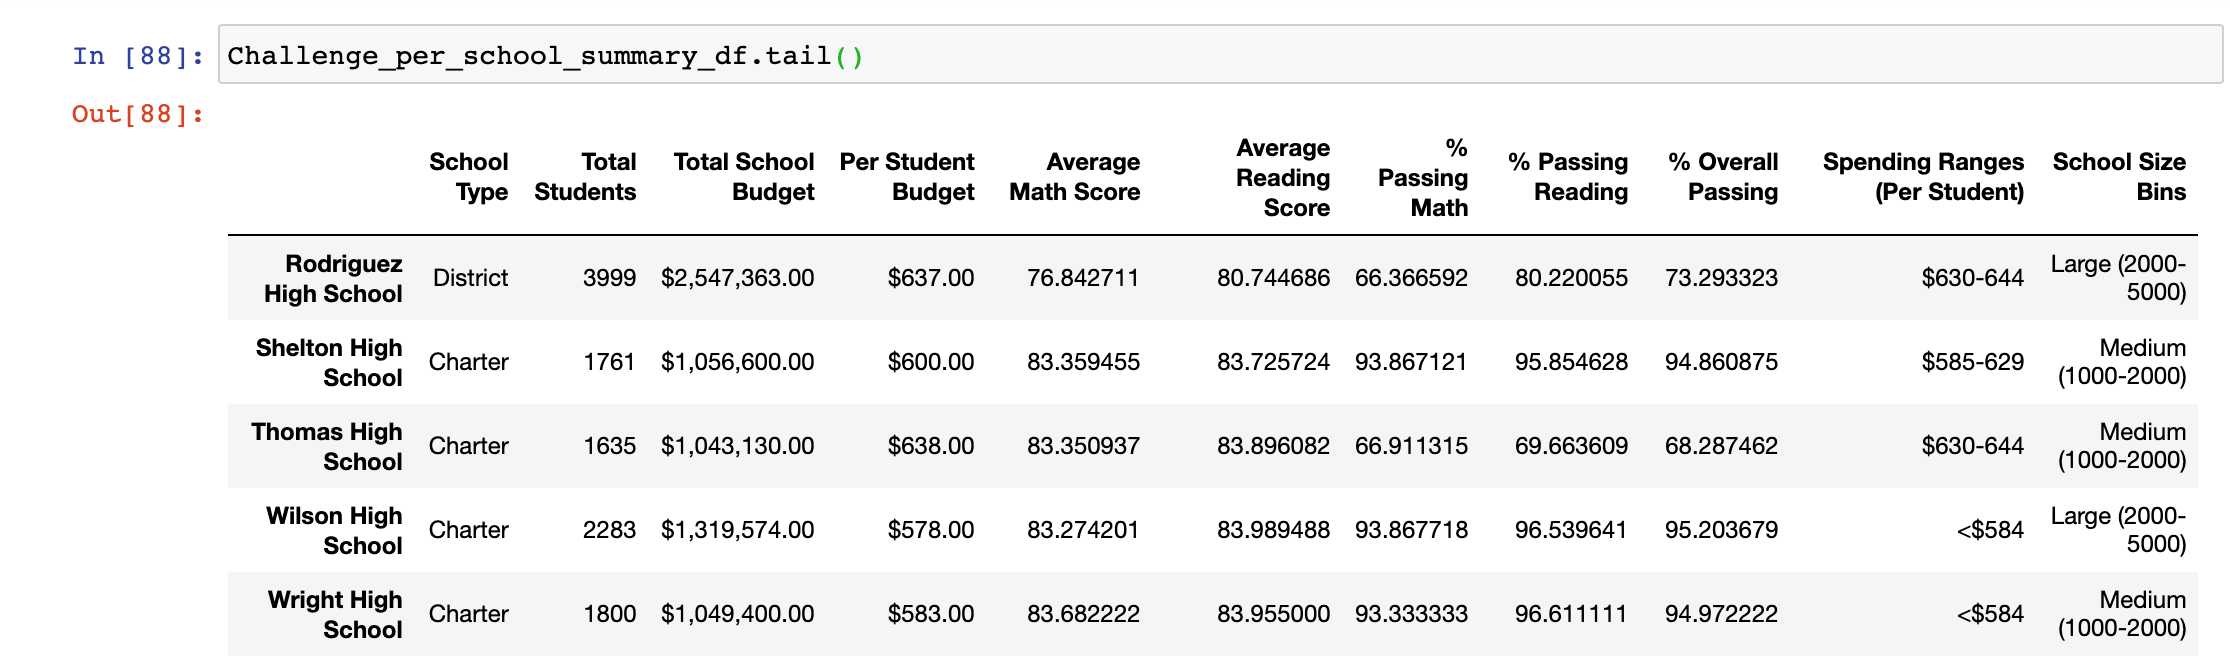 In [88]: Challenge_per_school_summary_df.tail()
Out[88]:
School Type Total Students Total School Budget Per Student Budget Average Math Score Average Reading Score % Passing Math % Passing Reading % Overall Passing Spending Ranges (Per Student) School Size Bins
Rodriguez High School District 3999 $2,547,363.00 $637.00 76.842711 80.744686 66.366592 80.220055 73.293323 $630-644 Large (2000-5000)
Shelton High School Charter 1761 $1,056,600.00 $600.00 83.359455 83.725724 93.867121 95.854628 94.860875 $585-629 Medium (1000-2000)
Thomas High School Charter 1635 $1,043,130.00 $638.00 83.350937 83.896082 66.911315 69.663609 68.287462 $630-644 Medium (1000-2000)
Wilson High School Charter 2283 $1,319,574.00 $578.00 83.274201 83.989488 93.867718 96.539641 95.203679 <$584 Large (2000-5000)
Wright High School Charter 1800 $1,049,400.00 $583.00 83.682222 83.955000 93.333333 96.611111 94.972222 <$584 Medium (1000-2000)